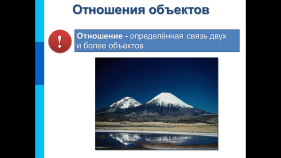 Отношения объектов
!
Отношение - определённая связь двух
и более объектов